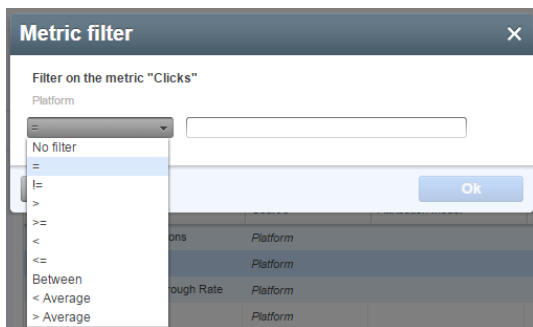 Metric filter
Filter on the metric "Clicks"
Platform
=
No filter
=
!=
>
>=
<
<=
Between
< Average
> Average
Ok
ons Platform
Platform
rough Rate Platform
Platform